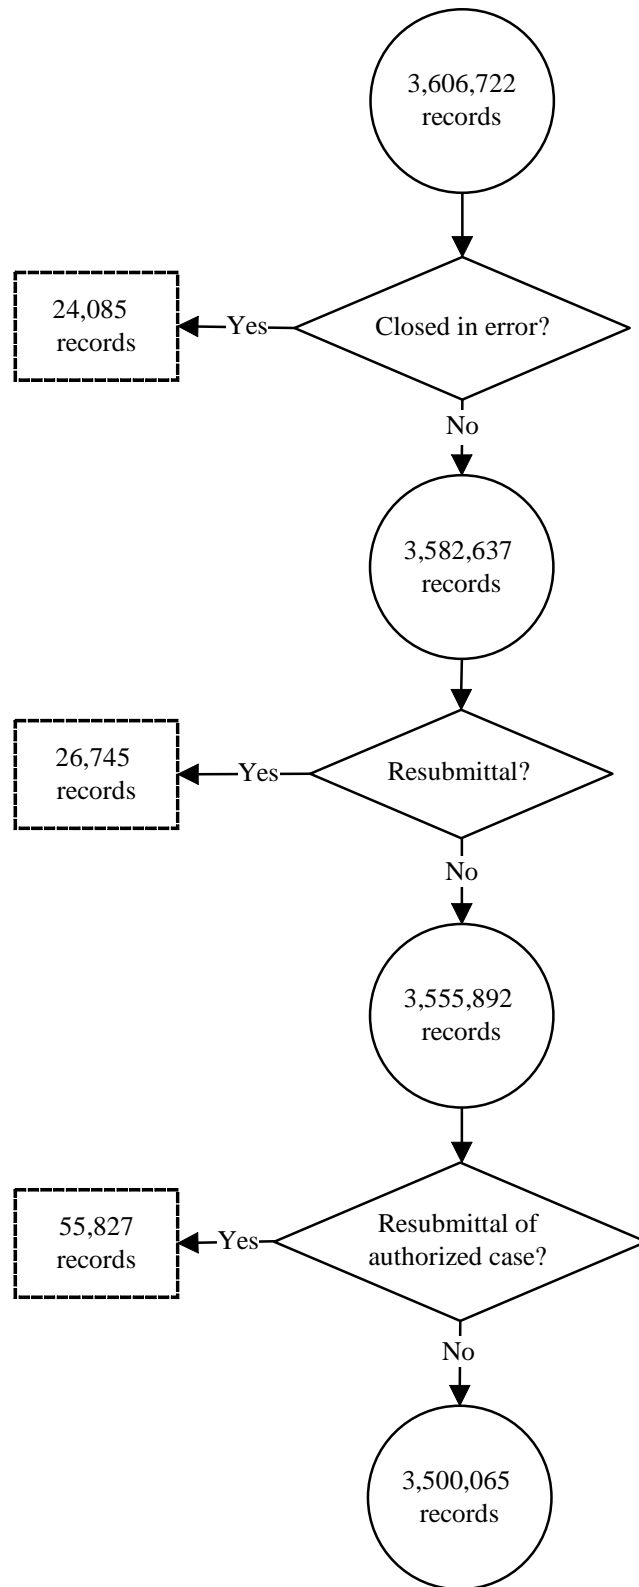 3,606,722
records
24,085
records
Yes
Closed in error?
No
3,582,637
records
26,745
records
Yes
Resubmittal?
No
3,555,892
records
55,827
records
Yes
Resubmittal of
authorized case?
No
3,500,065
records